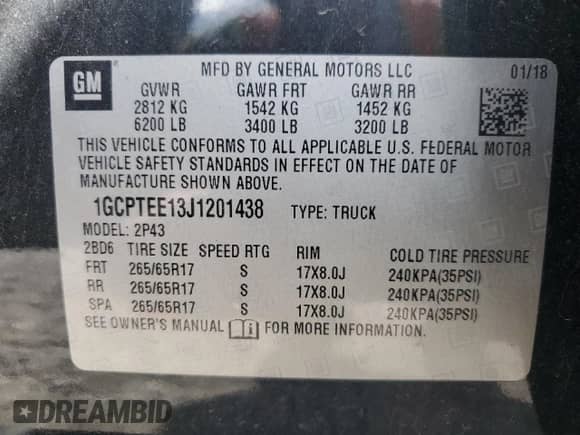 GM
MFD BY GENERAL MOTORS LLC 01/18
GVWR GAWR FRT GAWR RR
2812 KG 1542 KG 1452 KG
6200 LB 3400 LB 3200 LB
THIS VEHICLE CONFORMS TO ALL APPLICABLE U.S. FEDERAL MOTOR
VEHICLE SAFETY STANDARDS IN EFFECT ON THE DATE OF
MANUFACTURE SHOWN ABOVE.
1GCPTEE13J1201438 TYPE: TRUCK
MODEL: 2P43
2BD6 TIRE SIZE SPEED RTG RIM COLD TIRE PRESSURE
FRT 265/65R17 S 17X8.0J 240KPA(35PSI)
RR 265/65R17 S 17X8.0J 240KPA(35PSI)
SPA 265/65R17 S 17X8.0J 240KPA(35PSI)
SEE OWNER'S MANUAL FOR MORE INFORMATION.
DREAMBID